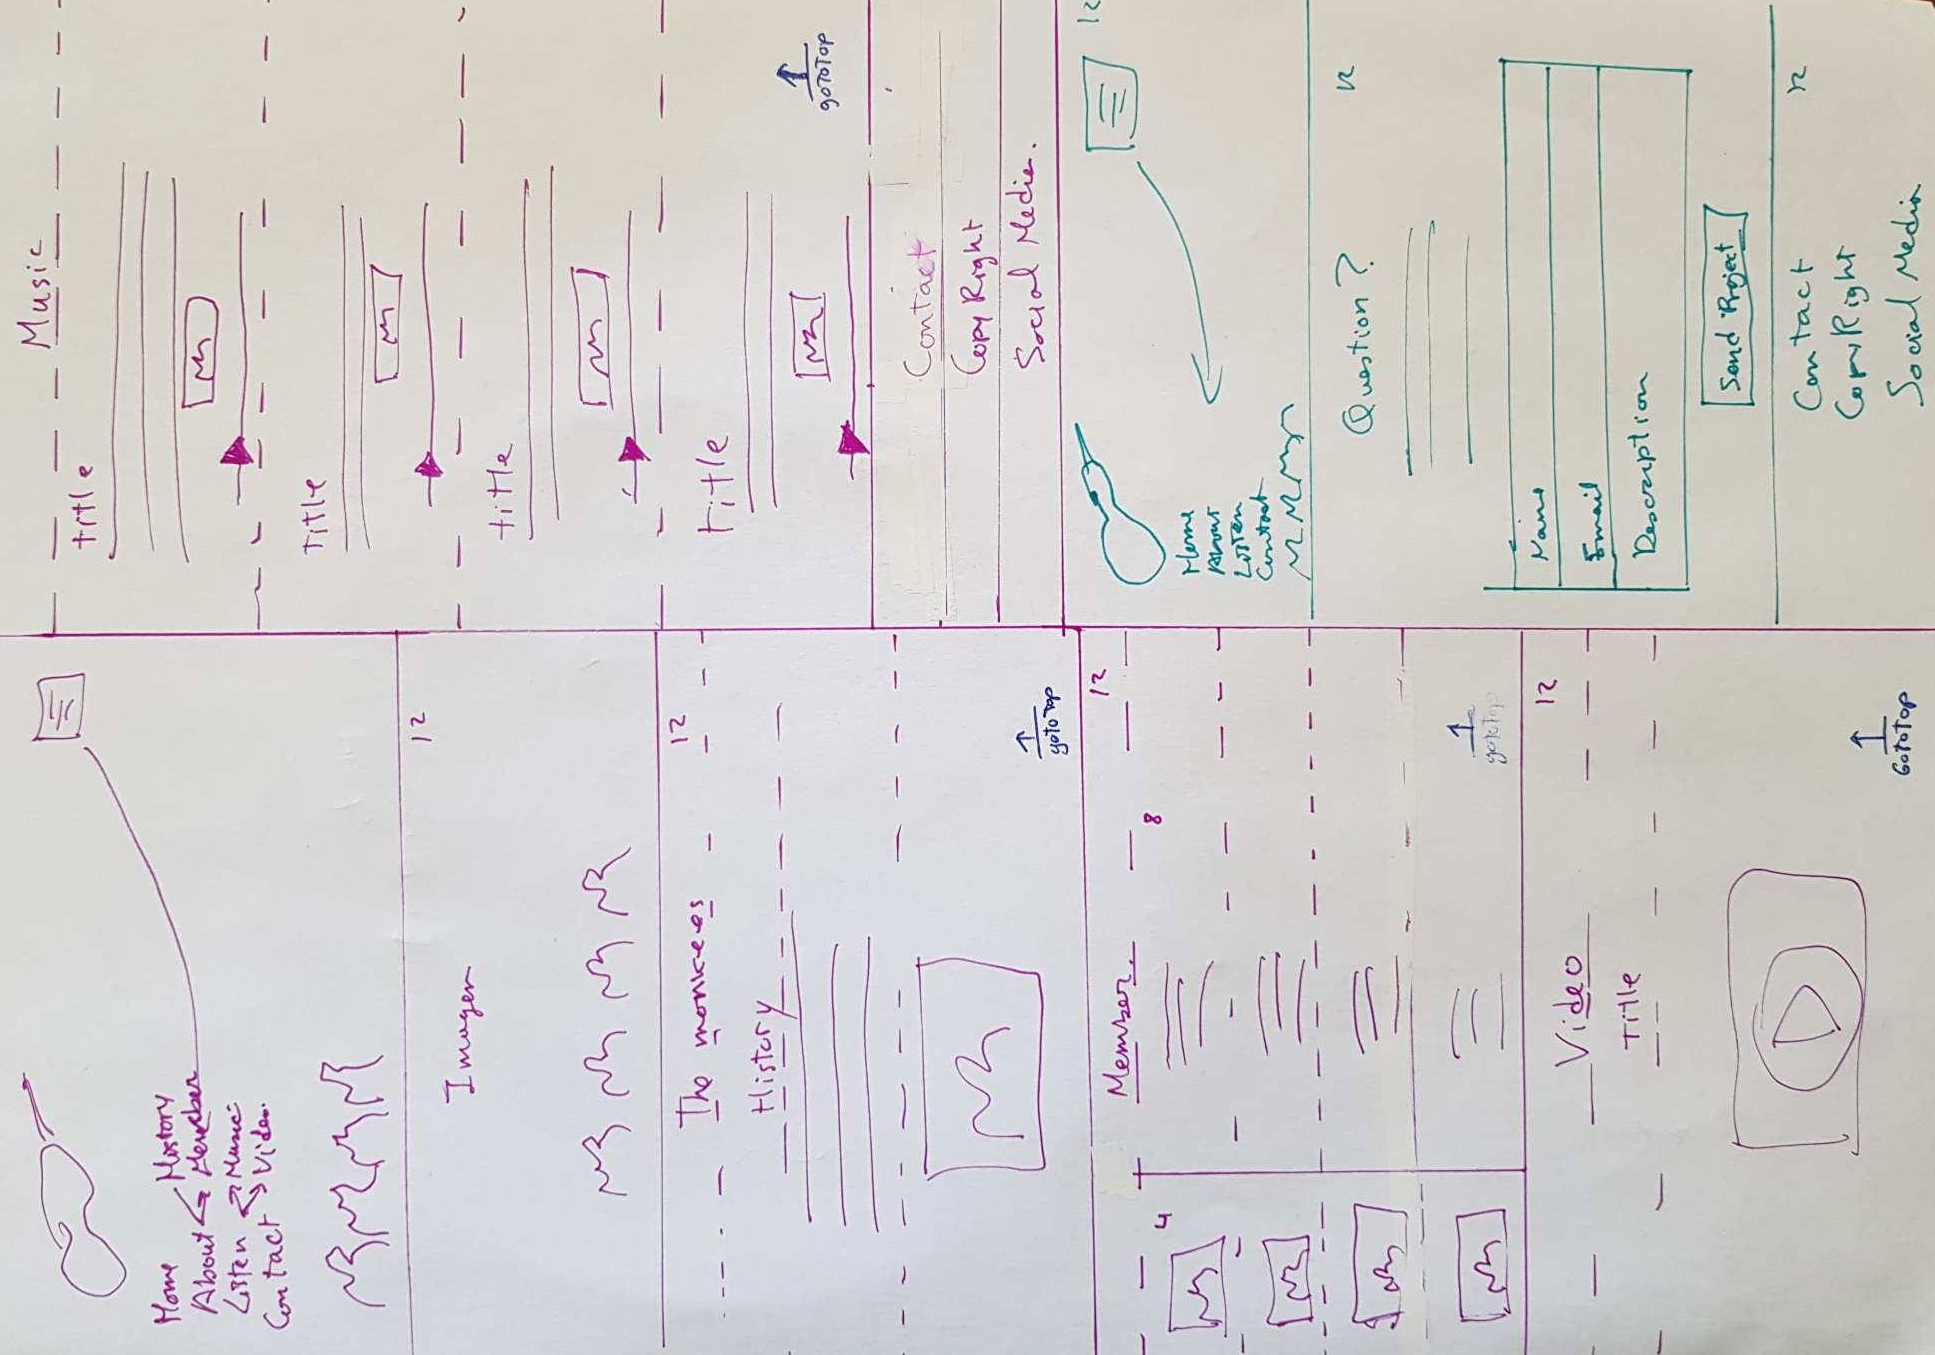 Home
History
About Member
Listen Music
Contact Video.
12
Imagen
12
The monkees
History
gototop
12
Member.
4
8
gototop
12
Video
Title
GotoTop
Music
title
title
title
title
goToTop
Contact
CopyRight
Social Media.
12
Home
About
Listen
Contact
12
Question?
Name
Email
Description
Send Project
12
Contact
CopyRight
Social Media